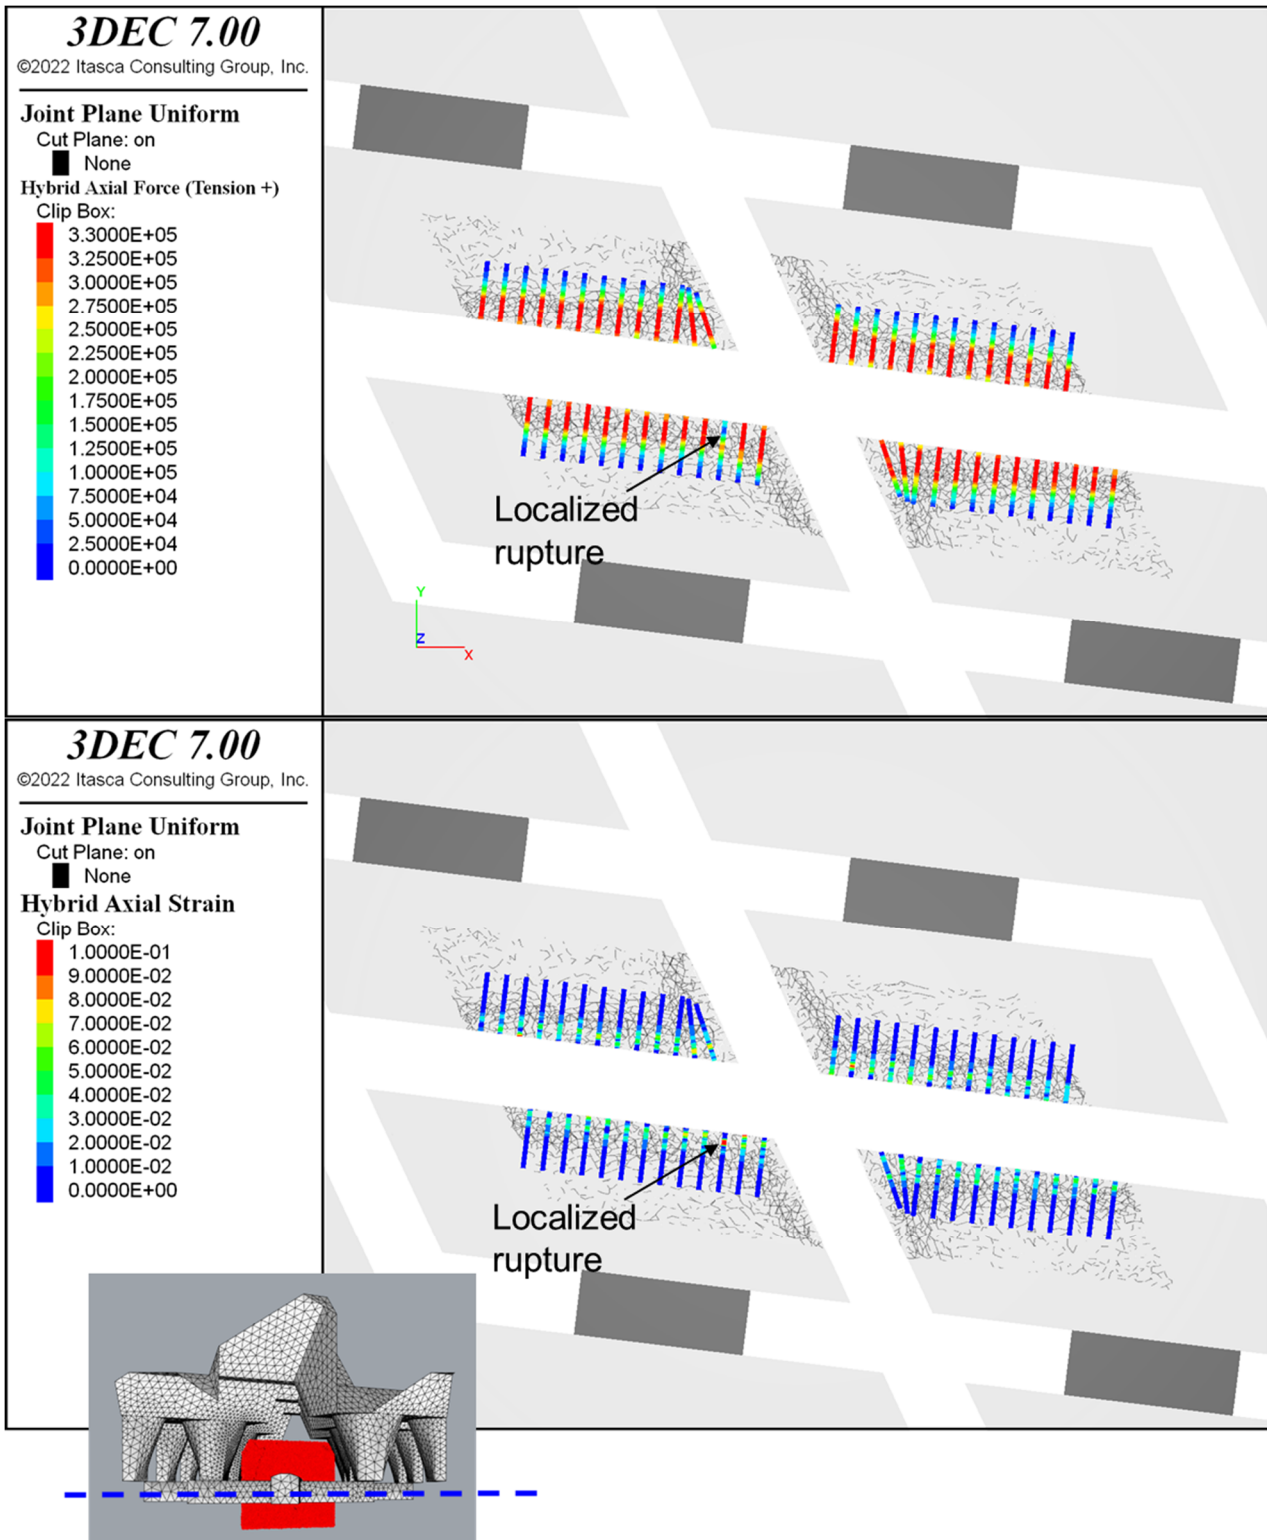 3DEC 7.00
©2022 Itasca Consulting Group, Inc.
Joint Plane Uniform
Cut Plane: on
None
Hybrid Axial Force (Tension +)
Clip Box:
3.3000E+05
3.2500E+05
3.0000E+05
2.7500E+05
2.5000E+05
2.2500E+05
2.0000E+05
1.7500E+05
1.5000E+05
1.2500E+05
1.0000E+05
7.5000E+04
5.0000E+04
2.5000E+04
0.0000E+00
Localized
rupture
Y
Z
X
3DEC 7.00
©2022 Itasca Consulting Group, Inc.
Joint Plane Uniform
Cut Plane: on
None
Hybrid Axial Strain
Clip Box:
1.0000E-01
9.0000E-02
8.0000E-02
7.0000E-02
6.0000E-02
5.0000E-02
4.0000E-02
3.0000E-02
2.0000E-02
1.0000E-02
0.0000E+00
Localized
rupture